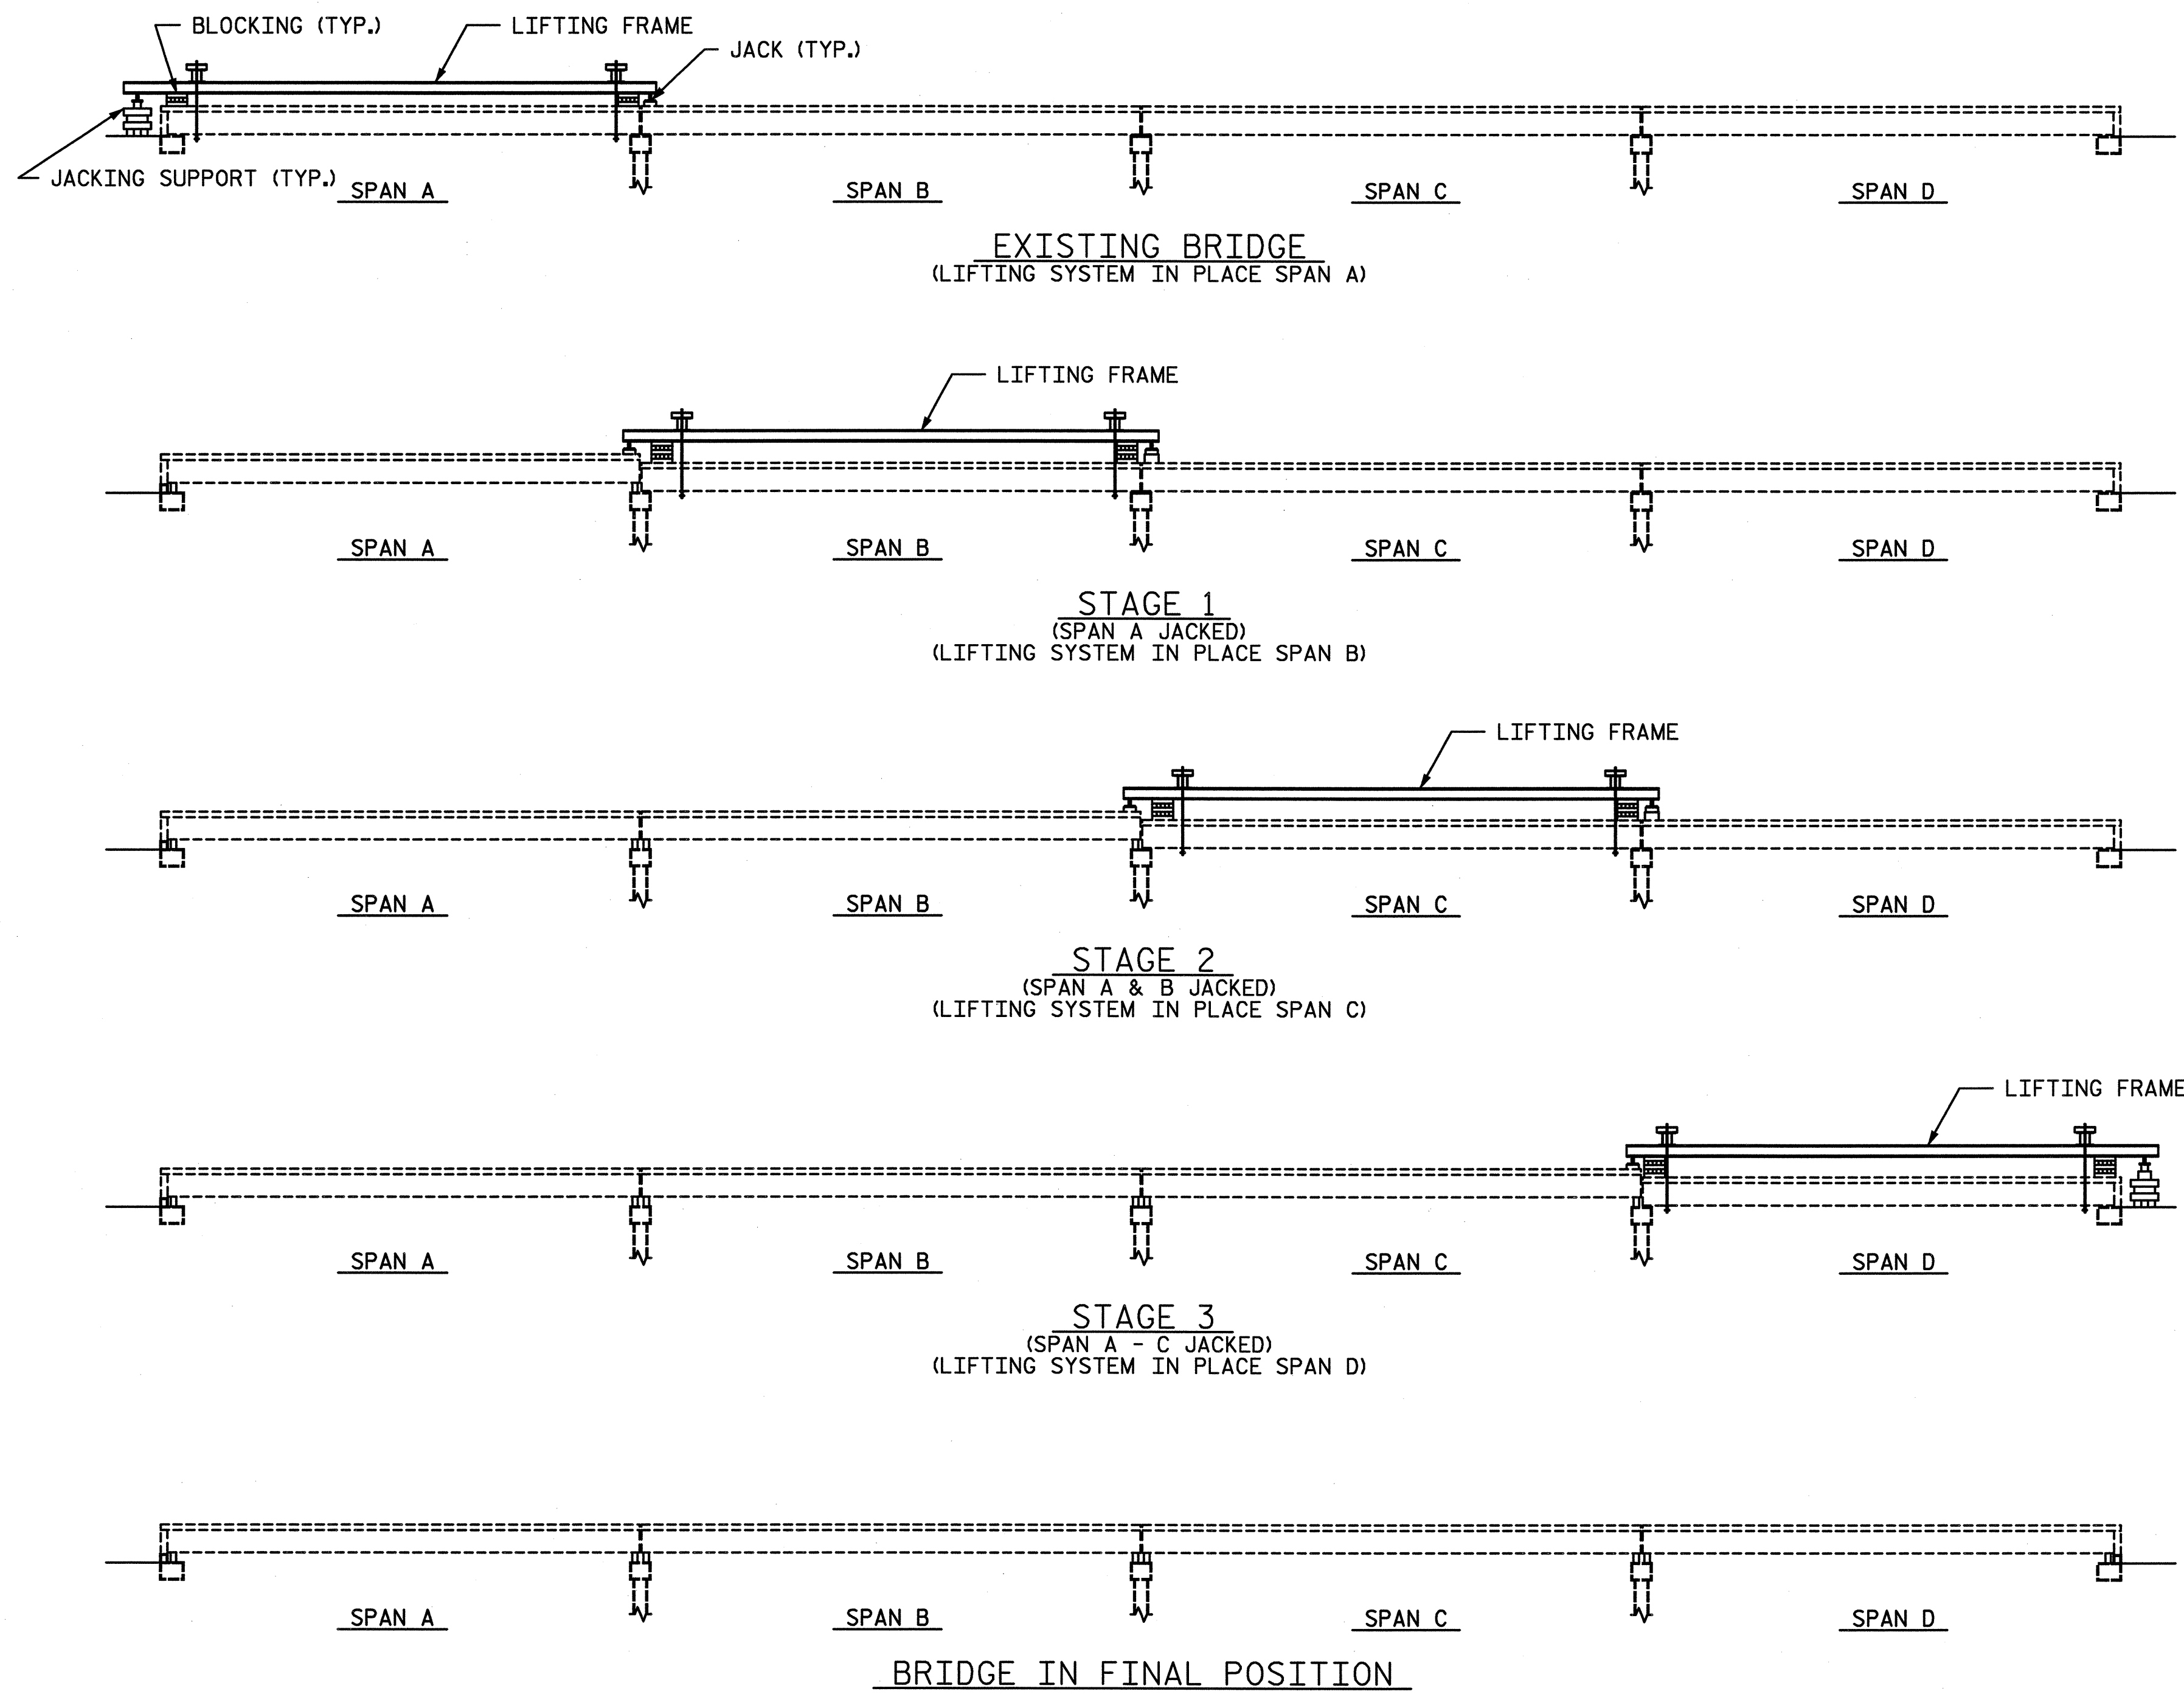 BLOCKING (TYP.)
LIFTING FRAME
JACK (TYP.)
JACKING SUPPORT (TYP.)
SPAN A
SPAN B
SPAN C
SPAN D
EXISTING BRIDGE
(LIFTING SYSTEM IN PLACE SPAN A)
LIFTING FRAME
SPAN A
SPAN B
SPAN C
SPAN D
STAGE 1
(SPAN A JACKED)
(LIFTING SYSTEM IN PLACE SPAN B)
LIFTING FRAME
SPAN A
SPAN B
SPAN C
SPAN D
STAGE 2
(SPAN A & B JACKED)
(LIFTING SYSTEM IN PLACE SPAN C)
LIFTING FRAME
SPAN A
SPAN B
SPAN C
SPAN D
STAGE 3
(SPAN A - C JACKED)
(LIFTING SYSTEM IN PLACE SPAN D)
SPAN A
SPAN B
SPAN C
SPAN D
BRIDGE IN FINAL POSITION